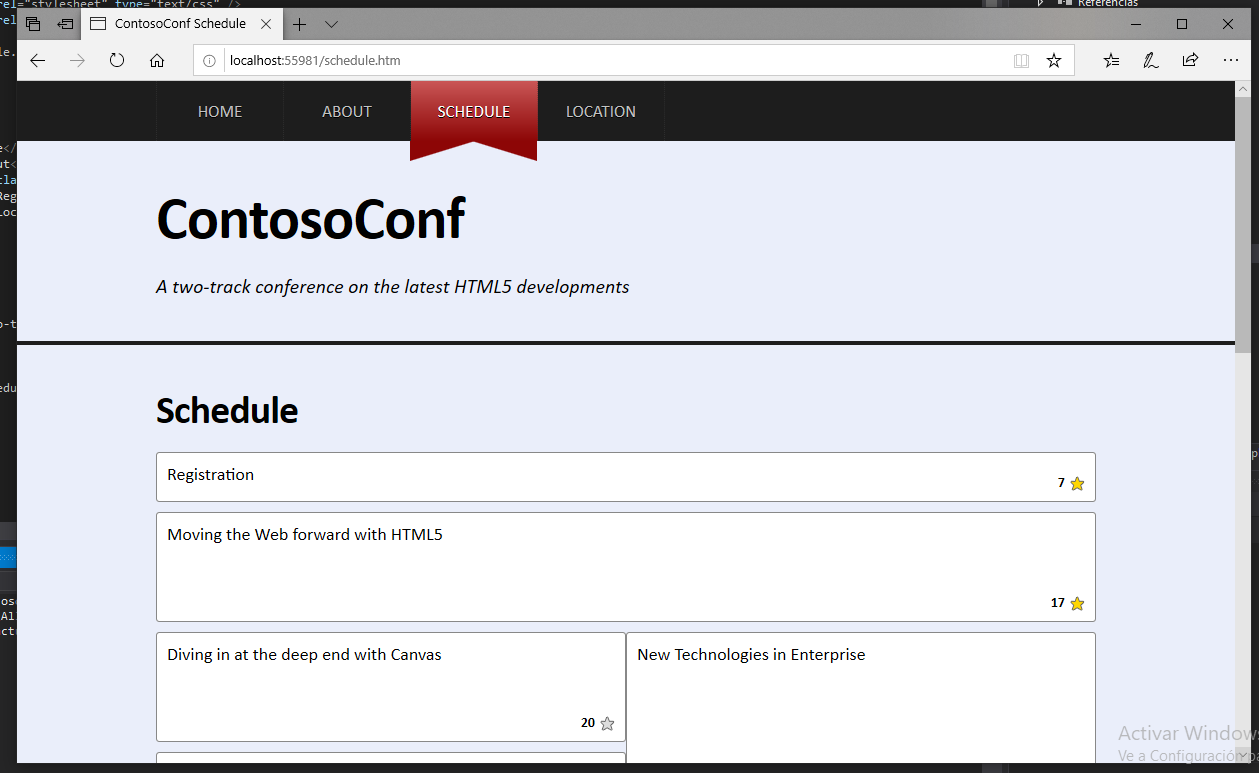 rel="stylesheet" type="text/css" />
Referencias
ContosoConf Schedule
localhost:55981/schedule.htm
HOME ABOUT SCHEDULE LOCATION
ContosoConf
A two-track conference on the latest HTML5 developments
Schedule
Registration
7
Moving the Web forward with HTML5
17
Diving in at the deep end with Canvas
20
New Technologies in Enterprise
Activar Windows
Ve a Configuración